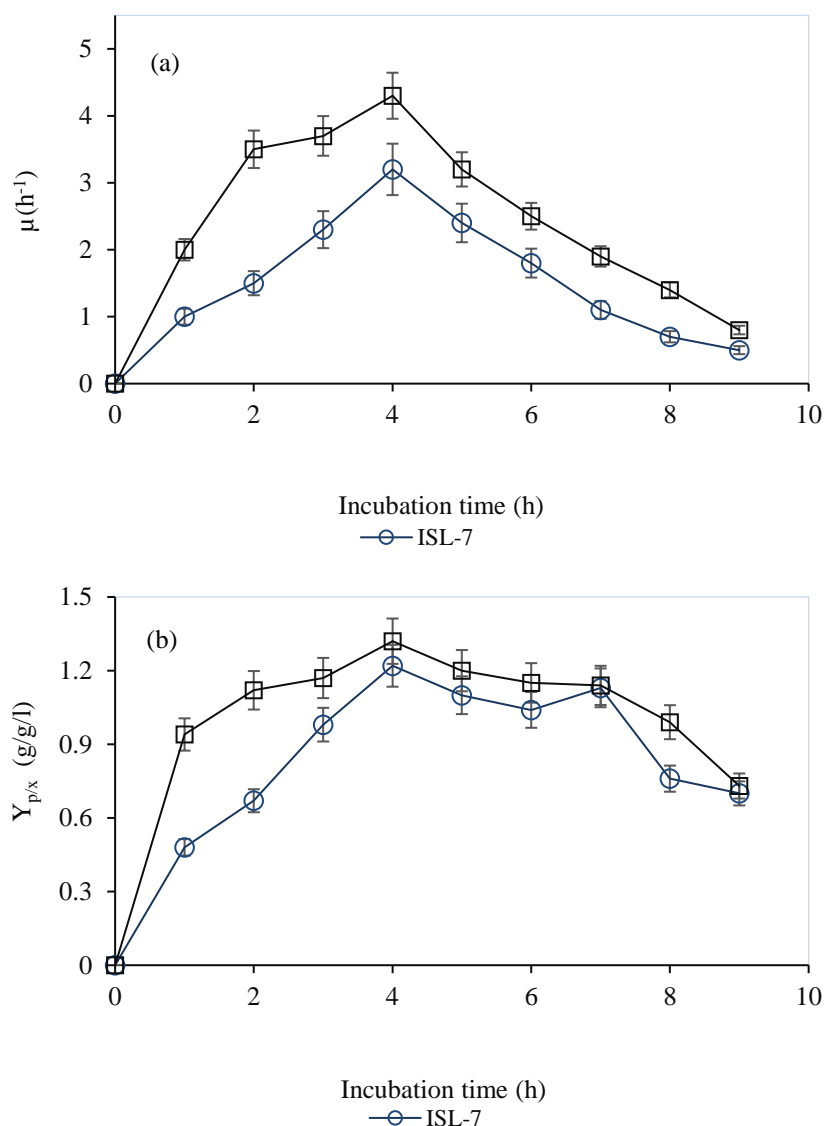 5
(a)
4
3
μ(h⁻¹)
2
1
0
0 2 4 6 8 10
Incubation time (h)
ISL-7
1.5
(b)
1.2
0.9
Yp/x (g/g/l)
0.6
0.3
0
0 2 4 6 8 10
Incubation time (h)
ISL-7